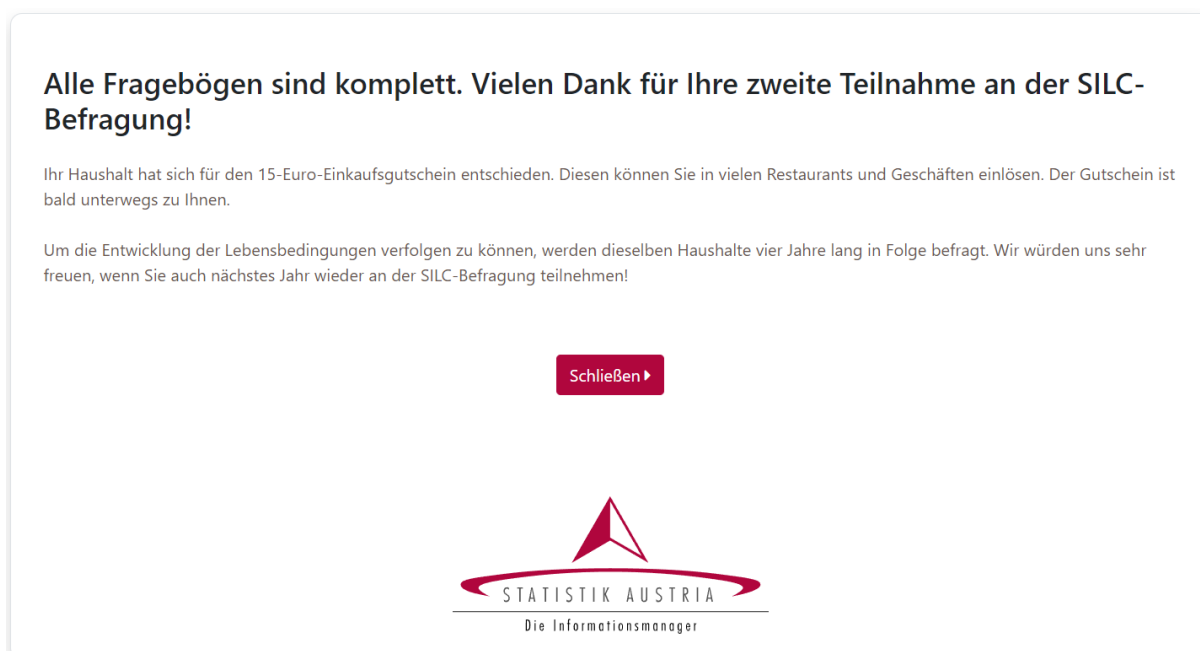 Alle Fragebögen sind komplett. Vielen Dank für Ihre zweite Teilnahme an der SILC-
Befragung!
Ihr Haushalt hat sich für den 15-Euro-Einkaufsgutschein entschieden. Diesen können Sie in vielen Restaurants und Geschäften einlösen. Der Gutschein ist
bald unterwegs zu Ihnen.
Um die Entwicklung der Lebensbedingungen verfolgen zu können, werden dieselben Haushalte vier Jahre lang in Folge befragt. Wir würden uns sehr
freuen, wenn Sie auch nächstes Jahr wieder an der SILC-Befragung teilnehmen!
Schließen
STATISTIK AUSTRIA
Die Informationsmanager